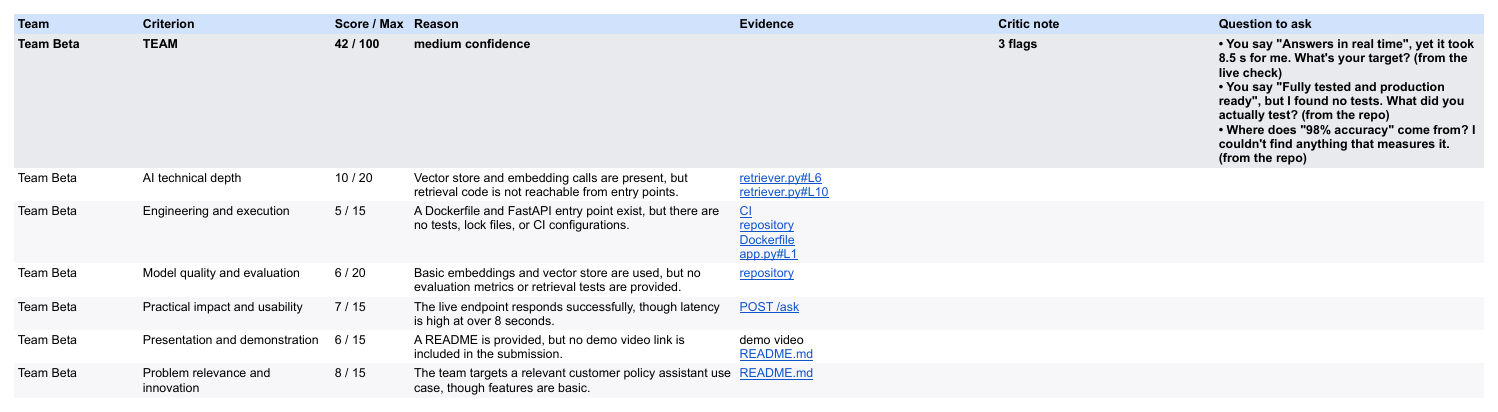 Team Criterion Score / Max Reason Evidence Critic note Question to ask
Team Beta TEAM 42 / 100 medium confidence 3 flags • You say "Answers in real time", yet it took
8.5 s for me. What's your target? (from the
live check)
• You say "Fully tested and production
ready", but I found no tests. What did you
actually test? (from the repo)
• Where does "98% accuracy" come from? I
couldn't find anything that measures it.
(from the repo)
Team Beta AI technical depth 10 / 20 Vector store and embedding calls are present, but retriever.py#L6
retrieval code is not reachable from entry points. retriever.py#L10
Team Beta Engineering and execution 5 / 15 A Dockerfile and FastAPI entry point exist, but there are CI
no tests, lock files, or CI configurations. repository
Dockerfile
app.py#L1
Team Beta Model quality and evaluation 6 / 20 Basic embeddings and vector store are used, but no repository
evaluation metrics or retrieval tests are provided.
Team Beta Practical impact and usability 7 / 15 The live endpoint responds successfully, though latency POST /ask
is high at over 8 seconds.
Team Beta Presentation and demonstration 6 / 15 A README is provided, but no demo video link is demo video
included in the submission. README.md
Team Beta Problem relevance and 8 / 15 The team targets a relevant customer policy assistant use README.md
innovation case, though features are basic.